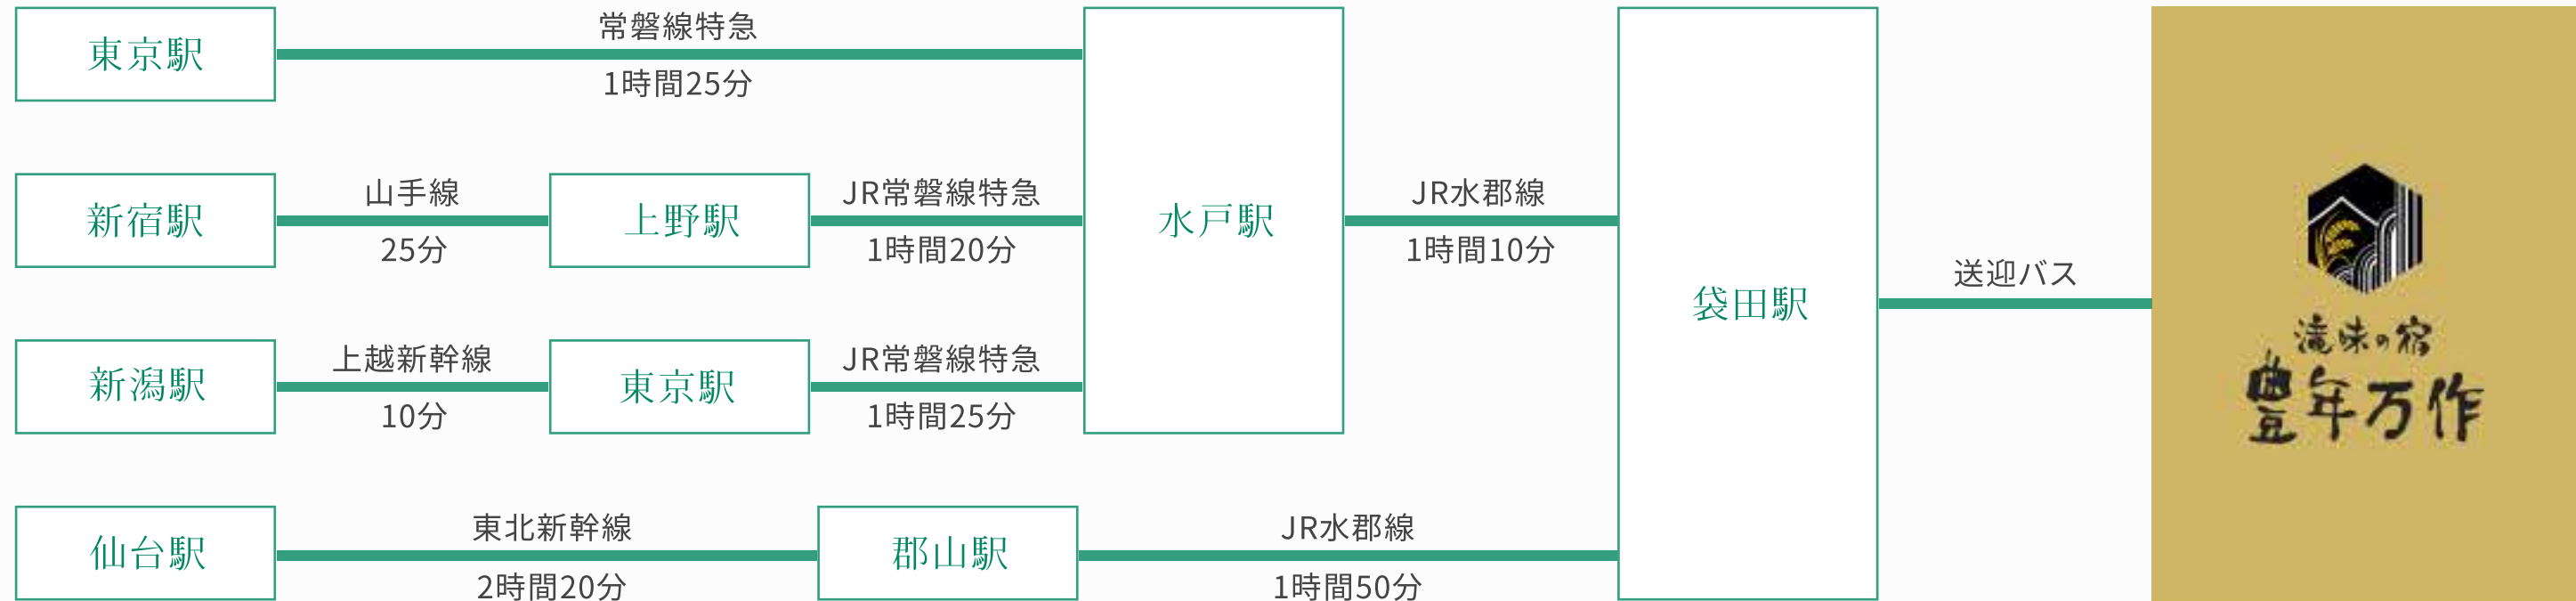 東京駅
常磐線特急
1時間25分
新宿駅
山手線
25分
上野駅
JR常磐線特急
1時間20分
新潟駅
上越新幹線
10分
東京駅
JR常磐線特急
1時間25分
水戸駅
JR水郡線
1時間10分
仙台駅
東北新幹線
2時間20分
郡山駅
JR水郡線
1時間50分
袋田駅
送迎バス
滝味の宿
豊年万作